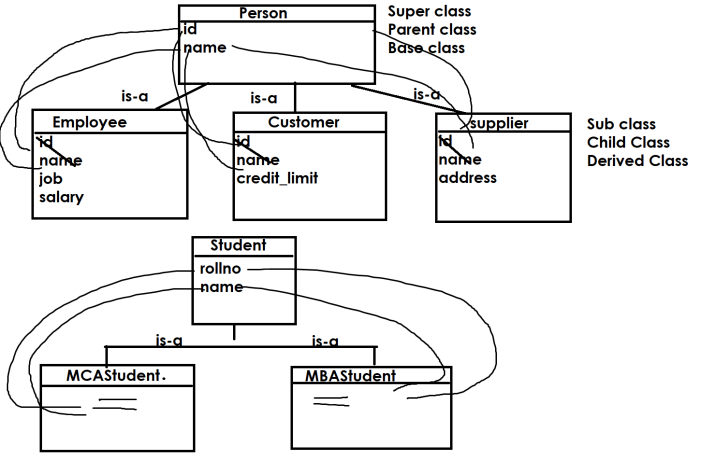 Person
Super class
id
Parent class
name
Base class
is-a
is-a
is-a
Employee
Customer
supplier
Sub class
id
id
id
Child Class
name
name
name
Derived Class
job
credit_limit
address
salary
Student
rollno
name
is-a
is-a
MCAStudent.
MBAStudent